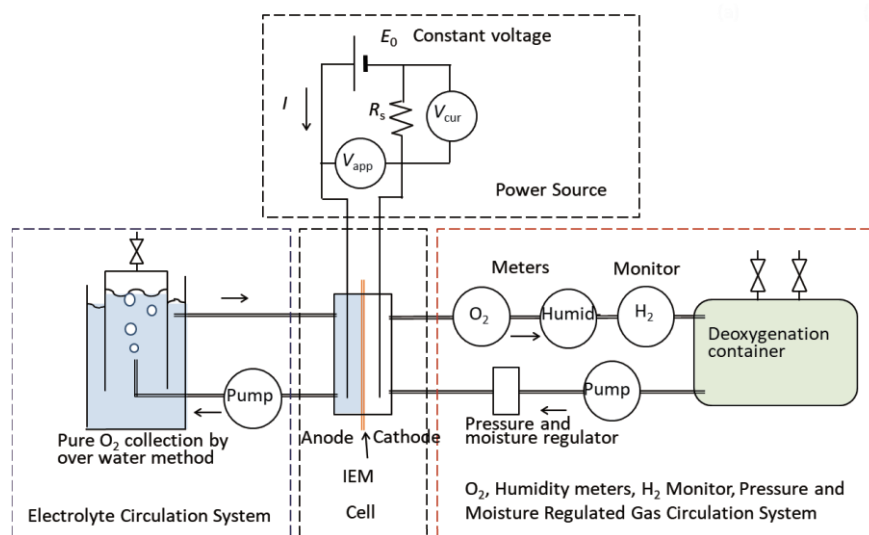 E0 Constant voltage
I
Rs
Vcur
Vapp
Power Source
Meters
Monitor
O2
Humid-
H2
Deoxygenation
container
Pump
Pump
Anode
Cathode
Pressure and
moisture regulator
Pure O2 collection by
over water method
IEM
Cell
Electrolyte Circulation System
O2, Humidity meters, H2 Monitor, Pressure and
Moisture Regulated Gas Circulation System